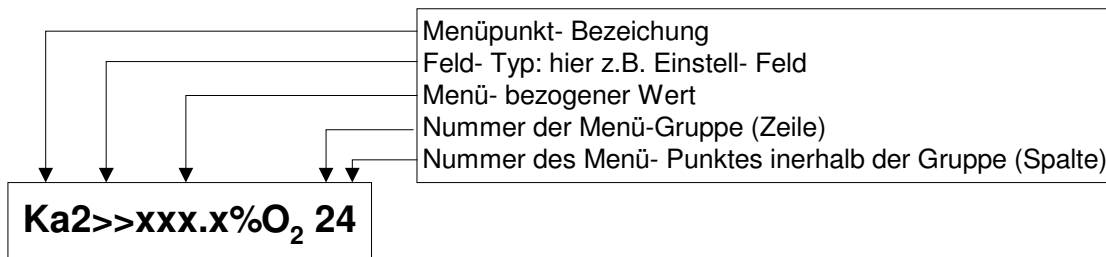 Menüpunkt- Bezeichung
Feld- Typ: hier z.B. Einstell- Feld
Menü- bezogener Wert
Nummer der Menü-Gruppe (Zeile)
Nummer des Menü- Punktes inerhalb der Gruppe (Spalte)
Ka2>>xxx.x%O₂ 24